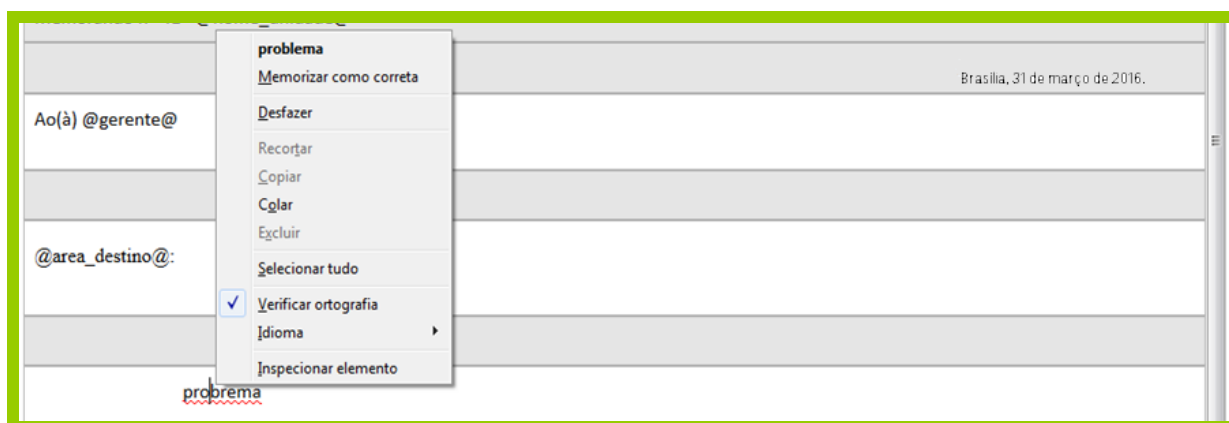 problema
Memorizar como correta
Brasília, 31 de março de 2016.
Desfazer
Ao(à) @gerente@
Recortar
Copiar
Colar
Excluir
@area_destino@:
Selecionar tudo
Verificar ortografia
Idioma
Inspecionar elemento
probrema